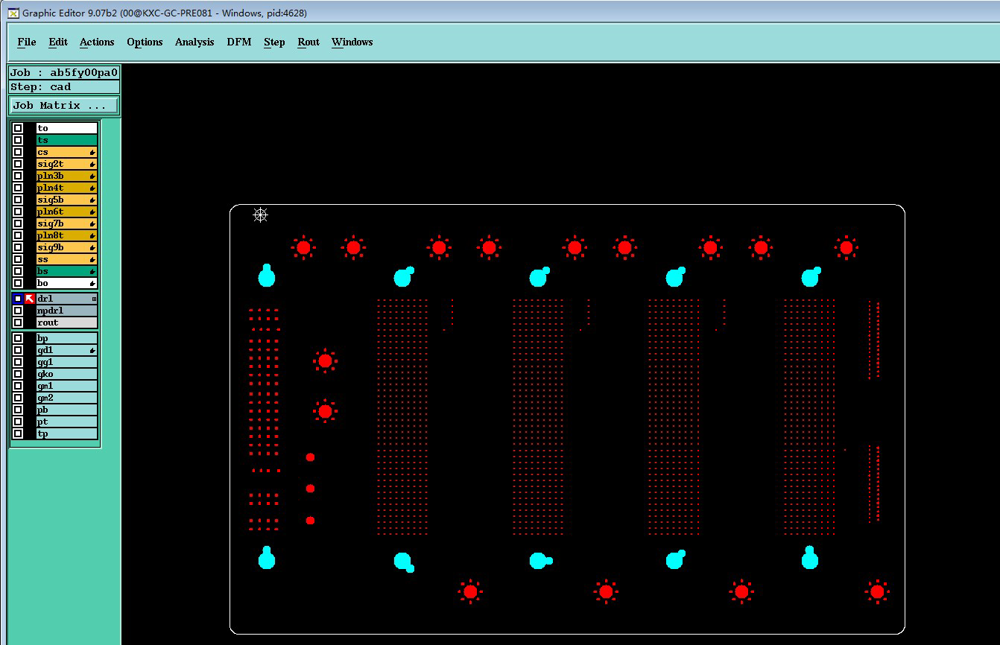 Graphic Editor 9.07b2 (00@KXC-GC-PRE081 - Windows, pid:4628)
File Edit Actions Options Analysis DFM Step Rout Windows
Job : ab5fy00pa0
Step: cad
Job Matrix ...
to
ts
cs
sig2t
pln3b
pln4t
sig5b
pln6t
sig7b
pln8t
sig9b
ss
bs
bo
drl
npdrl
rout
bp
gd1
gg1
gko
gm1
gm2
pb
pt
tp